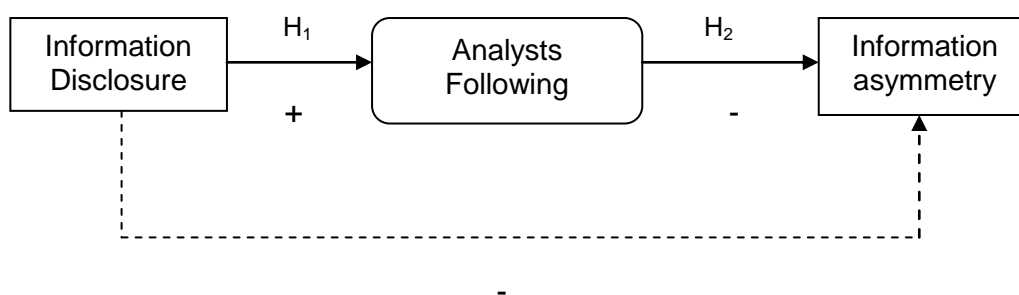 H₁
H₂
Information
Disclosure
Analysts
Following
Information
asymmetry
+
-
-